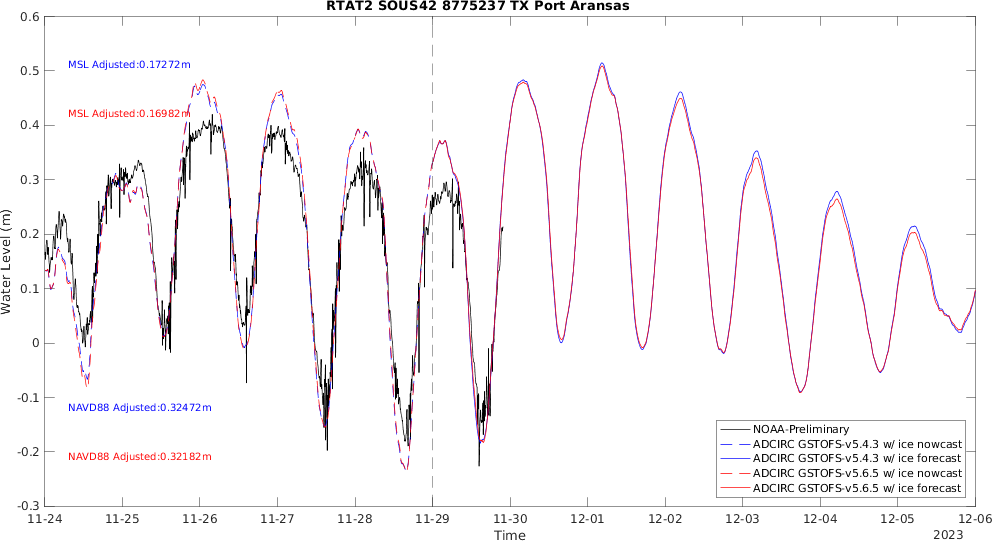 RTAT2 SOUS42 8775237 TX Port Aransas
0.6
0.5
0.4
0.3
0.2
0.1
0
-0.1
-0.2
-0.3
Water Level (m)
MSL Adjusted:0.17272m
MSL Adjusted:0.16982m
NAVD88 Adjusted:0.32472m
NAVD88 Adjusted:0.32182m
NOAA-Preliminary
ADCIRC GSTOFS-v5.4.3 w/ ice nowcast
ADCIRC GSTOFS-v5.4.3 w/ ice forecast
ADCIRC GSTOFS-v5.6.5 w/ ice nowcast
ADCIRC GSTOFS-v5.6.5 w/ ice forecast
11-24 11-25 11-26 11-27 11-28 11-29 11-30 12-01 12-02 12-03 12-04 12-05 12-06
Time
2023